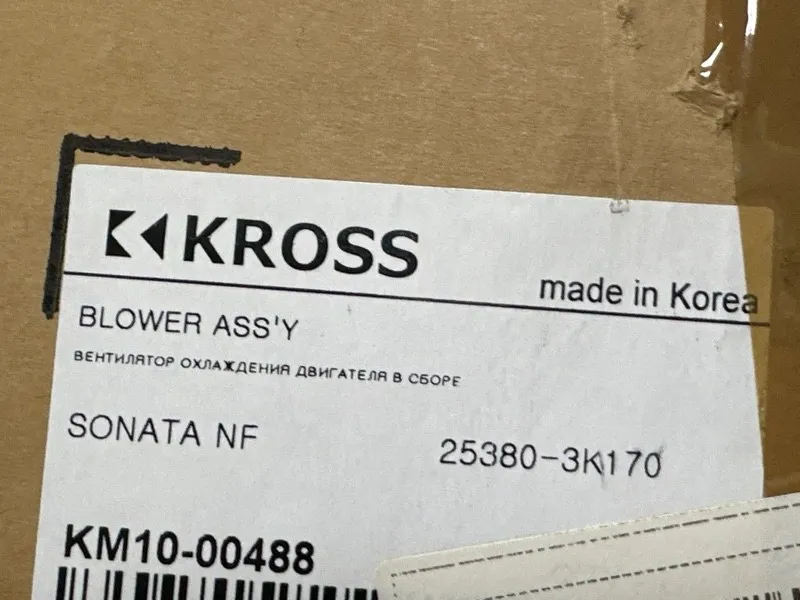 KROSS
made in Korea
BLOWER ASS'Y
ВЕНТИЛЯТОР ОХЛАЖДЕНИЯ ДВИГАТЕЛЯ В СБОРЕ
SONATA NF
25380-3K170
KM10-00488